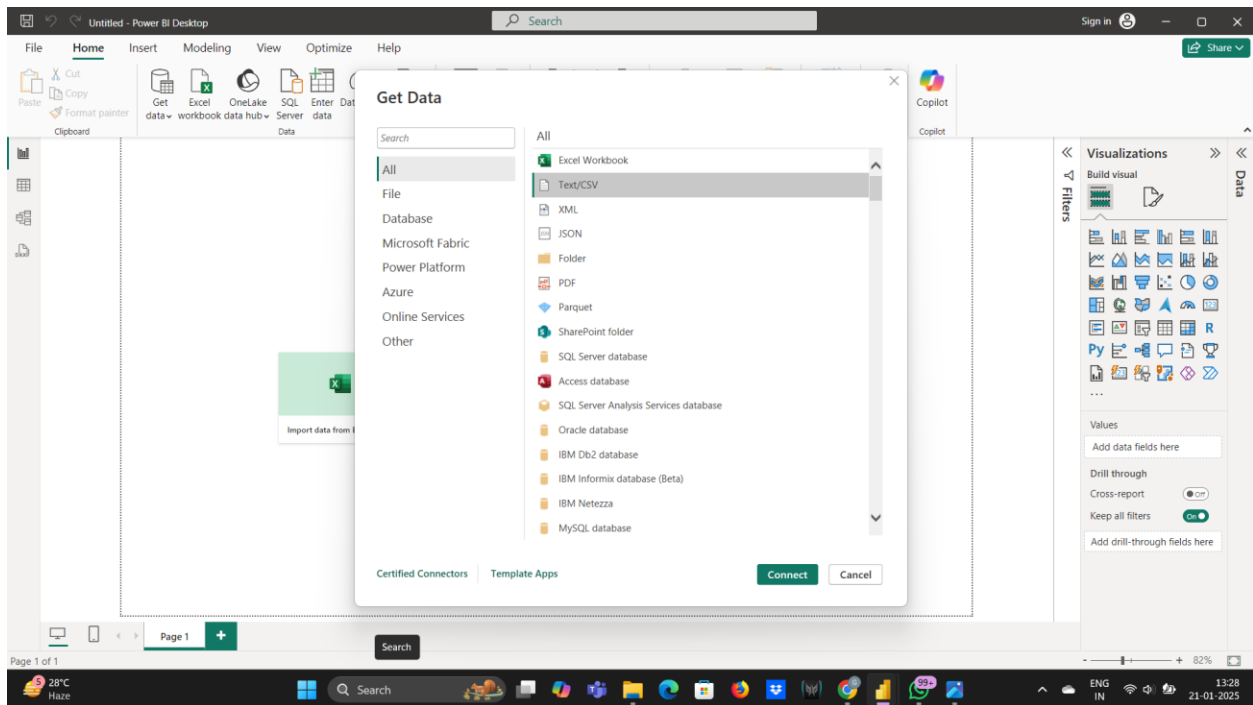 Untitled - Power BI Desktop
Search
Sign in
File Home Insert Modeling View Optimize Help
Share
Paste
Cut
Copy
Format painter
Clipboard
Get data
Excel workbook
OneLake data hub
SQL Server
Enter data
Dat
Data
Copilot
Copilot
Get Data
Search
All
File
Database
Microsoft Fabric
Power Platform
Azure
Online Services
Other
All
Excel Workbook
Text/CSV
XML
JSON
Folder
PDF
Parquet
SharePoint folder
SQL Server database
Access database
SQL Server Analysis Services database
Oracle database
IBM Db2 database
IBM Informix database (Beta)
IBM Netezza
MySQL database
Certified Connectors
Template Apps
Connect
Cancel
Import data from E
Filters
Visualizations
Build visual
123
R
Py
...
Values
Add data fields here
Drill through
Cross-report
Off
Keep all filters
On
Add drill-through fields here
Data
Page 1
Search
Page 1 of 1
82%
5
28°C
Haze
Search
99+
ENG
IN
13:28
21-01-2025